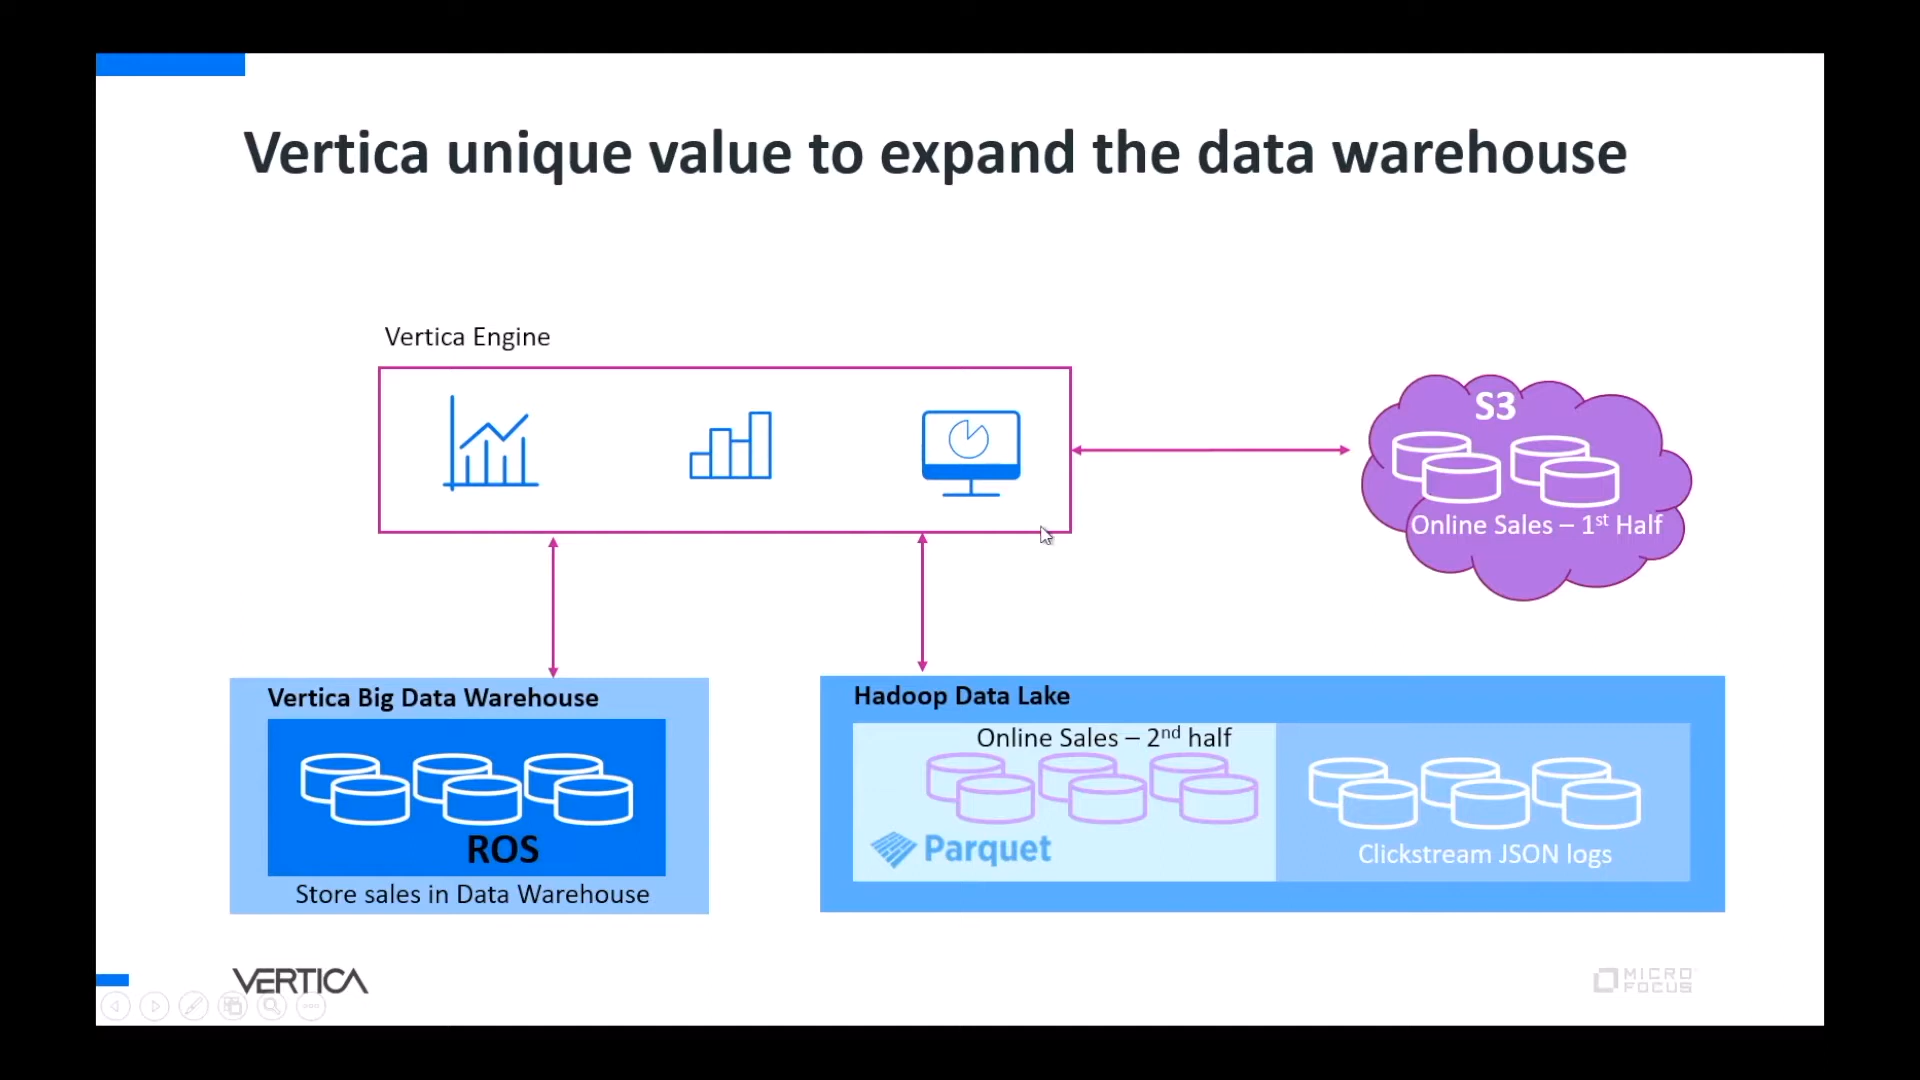 Vertica unique value to expand the data warehouse
Vertica Engine
S3
Online Sales – 1st Half
Vertica Big Data Warehouse
ROS
Store sales in Data Warehouse
Hadoop Data Lake
Online Sales – 2nd half
Parquet
Clickstream JSON logs
VERTICA
MICRO
FOCUS